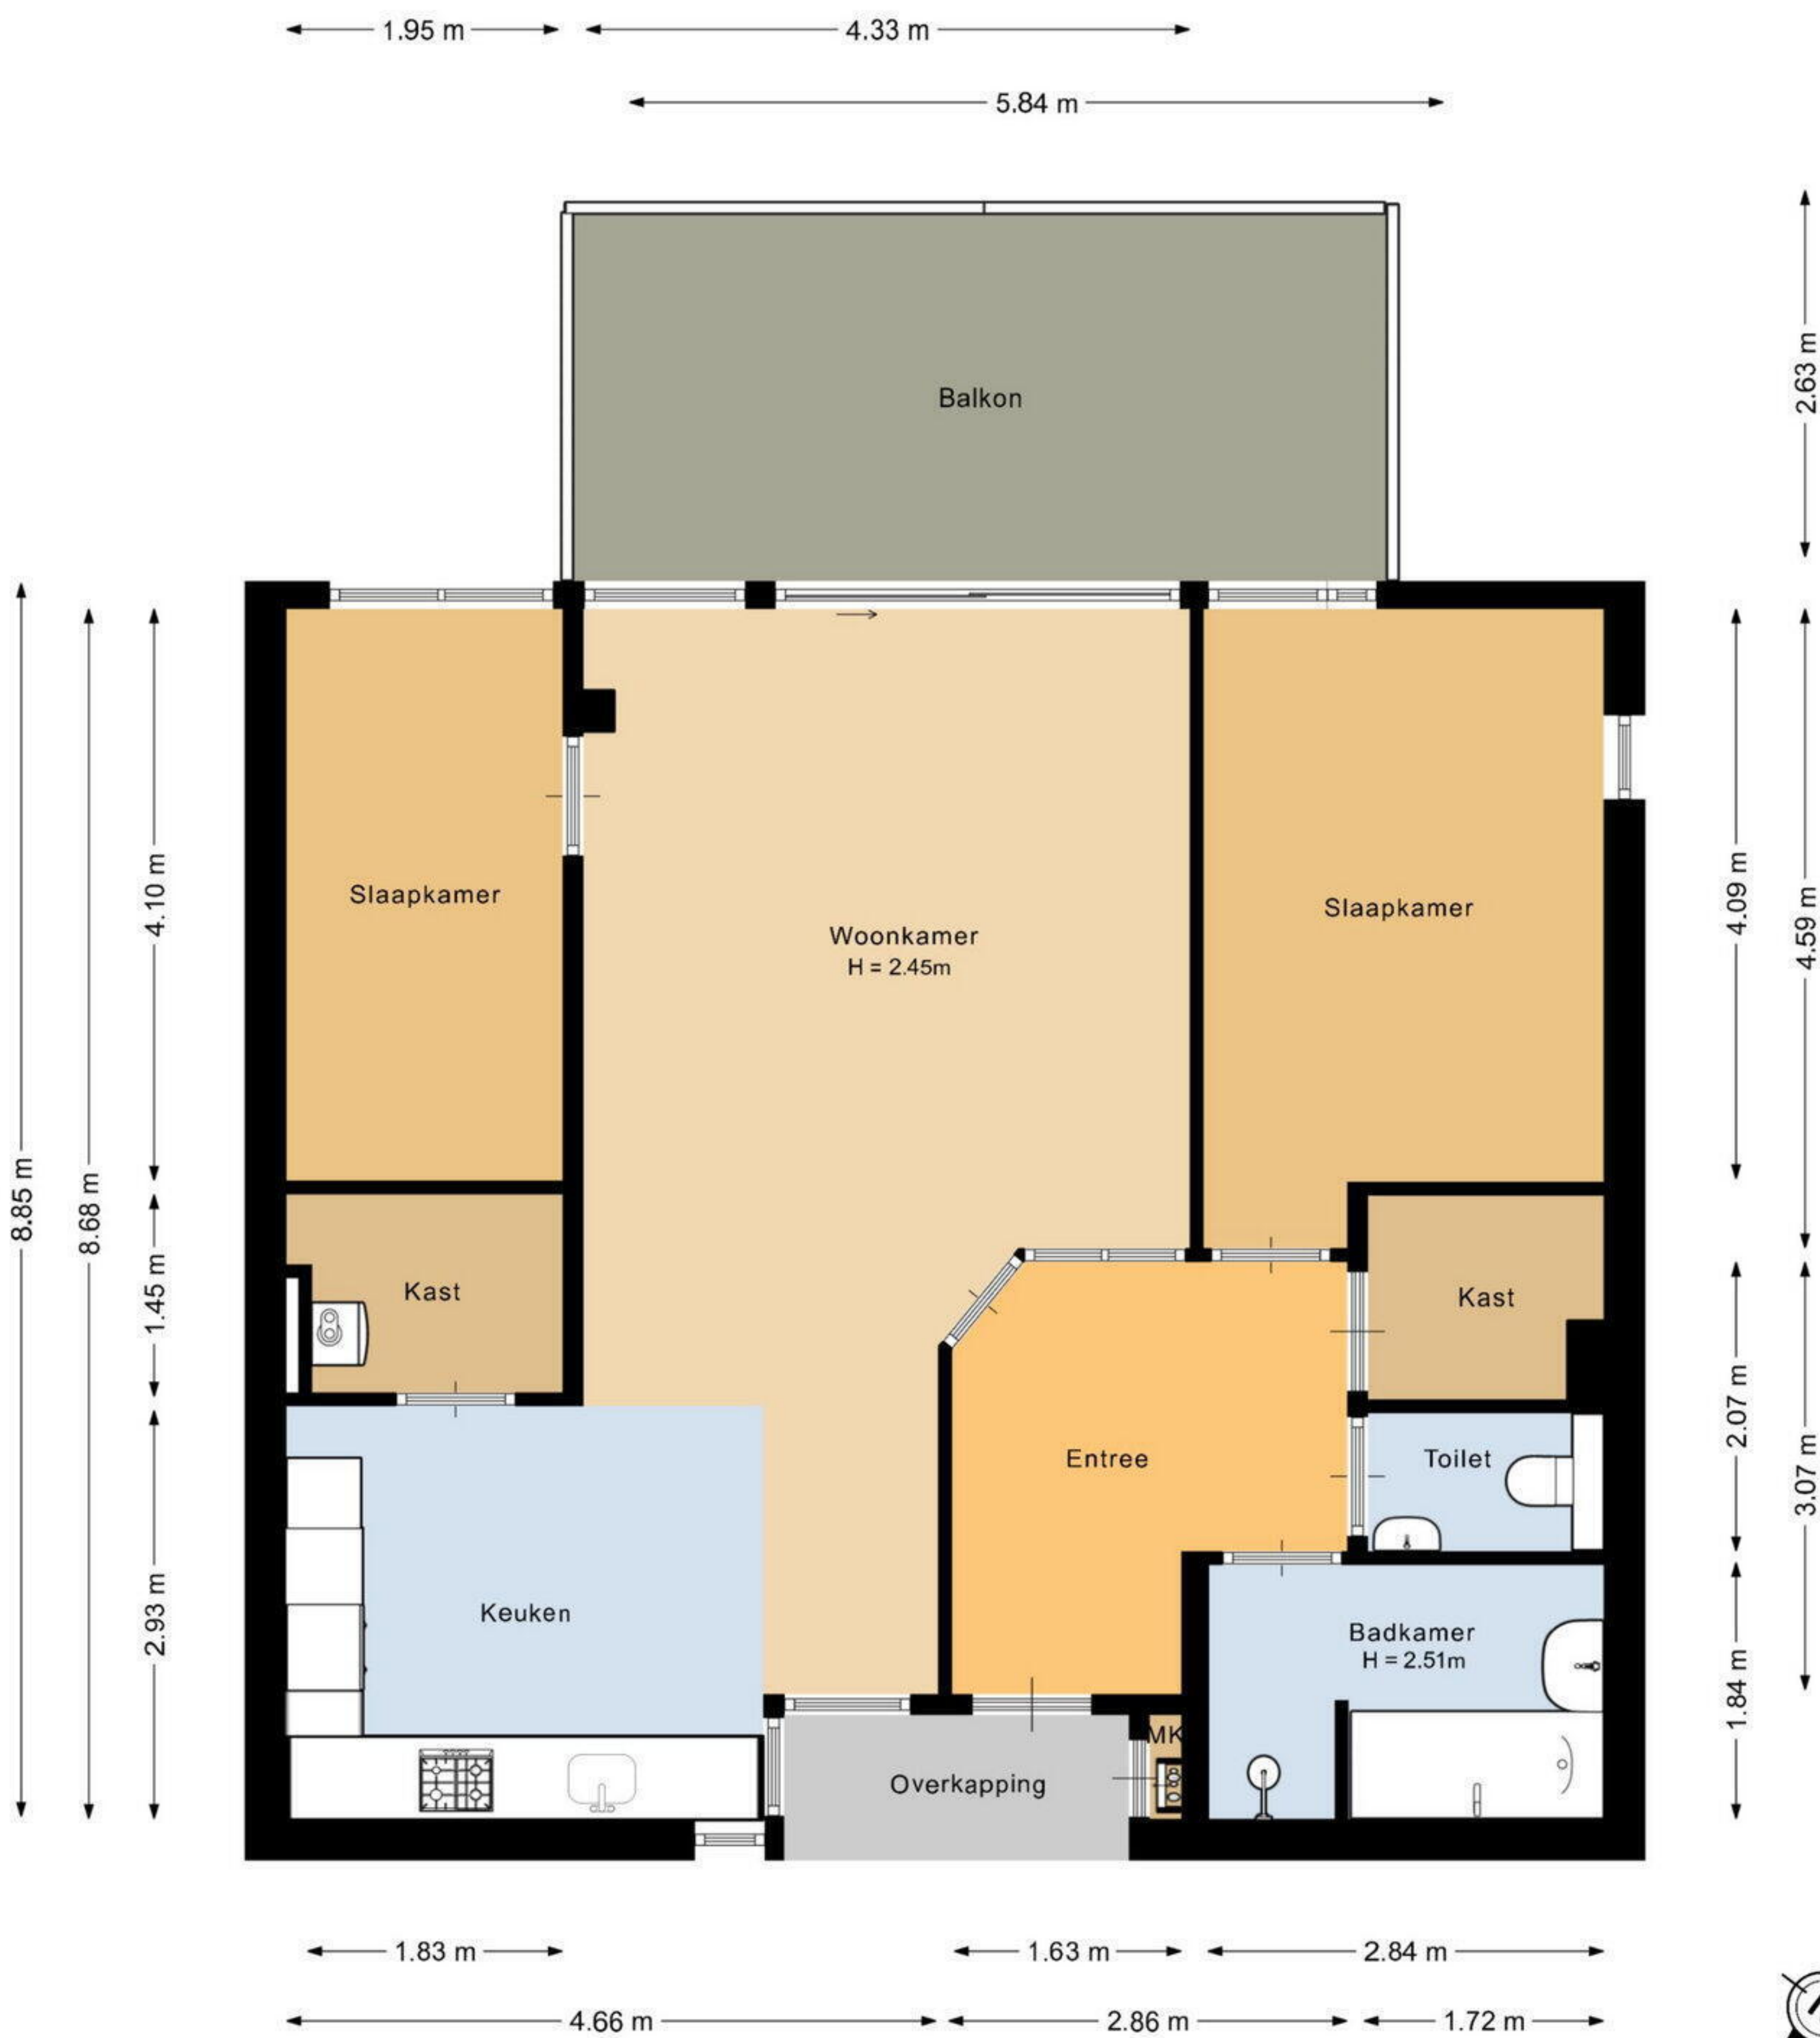 1.95 m
4.33 m
5.84 m
2.63 m
Balkon
8.85 m
8.68 m
4.10 m
1.45 m
2.93 m
Slaapkamer
Woonkamer
H = 2.45m
Slaapkamer
4.09 m
4.59 m
Kast
Kast
Entree
Toilet
2.07 m
3.07 m
Keuken
Badkamer
H = 2.51m
1.84 m
MK
Overkapping
1.83 m
1.63 m
2.84 m
4.66 m
2.86 m
1.72 m